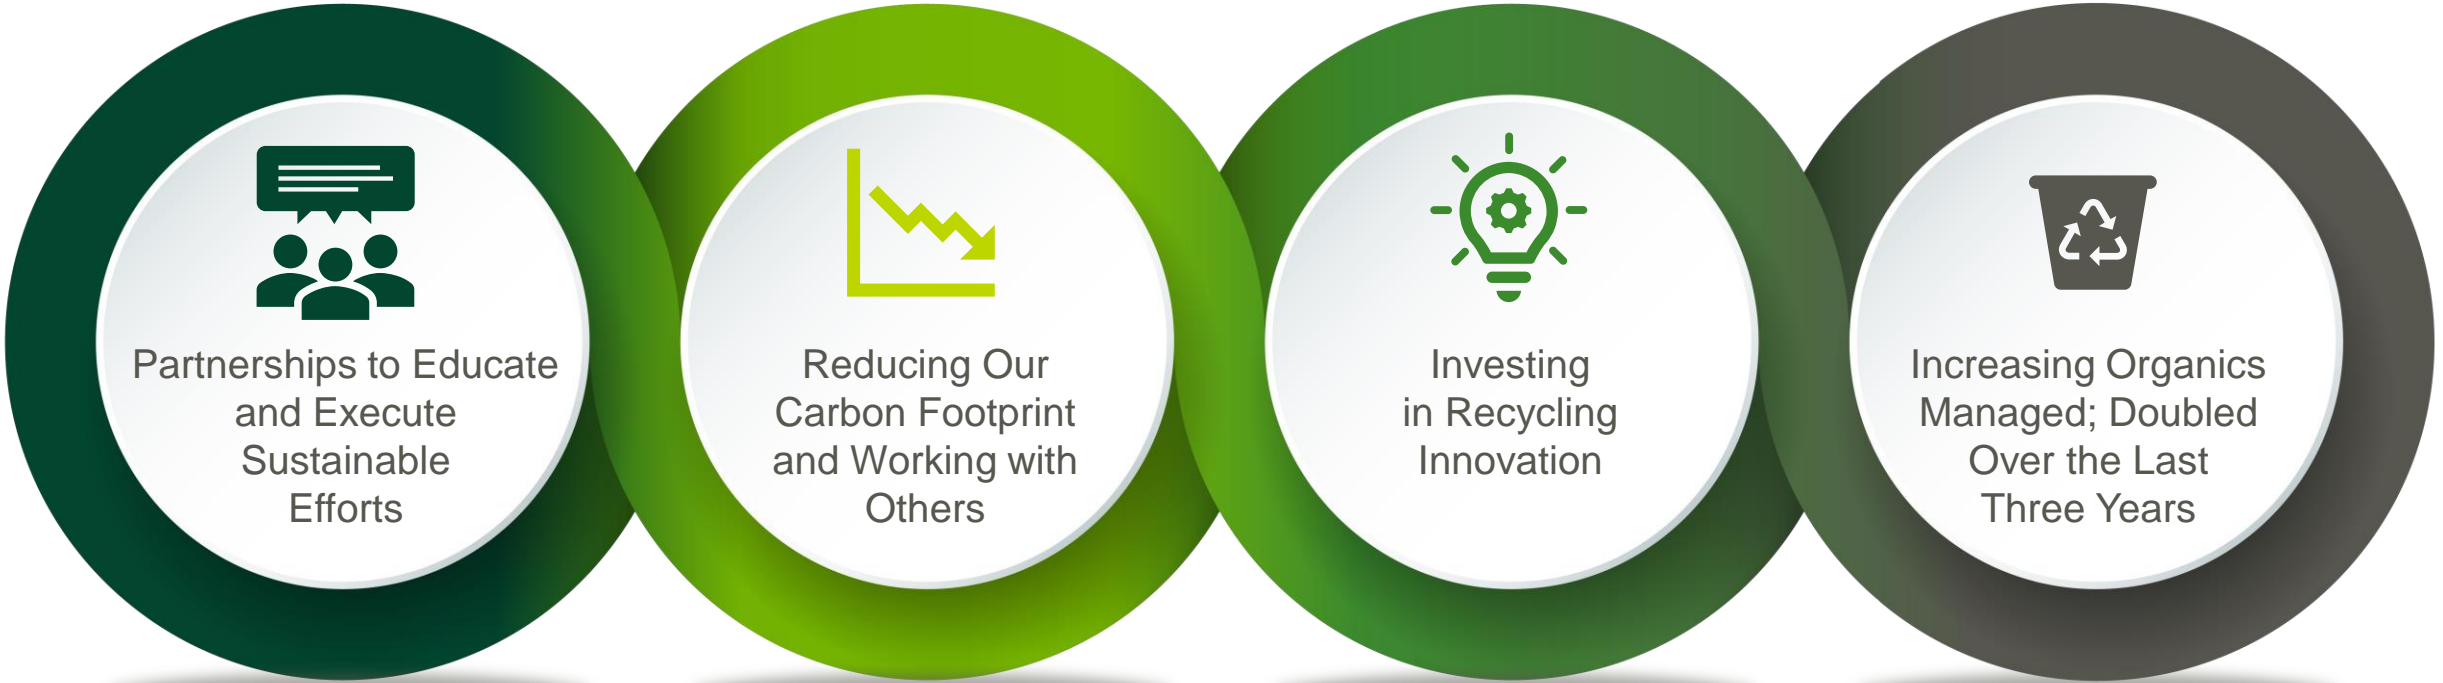 Partnerships to Educate
and Execute
Sustainable
Efforts
Reducing Our
Carbon Footprint
and Working with
Others
Investing
in Recycling
Innovation
Increasing Organics
Managed; Doubled
Over the Last
Three Years